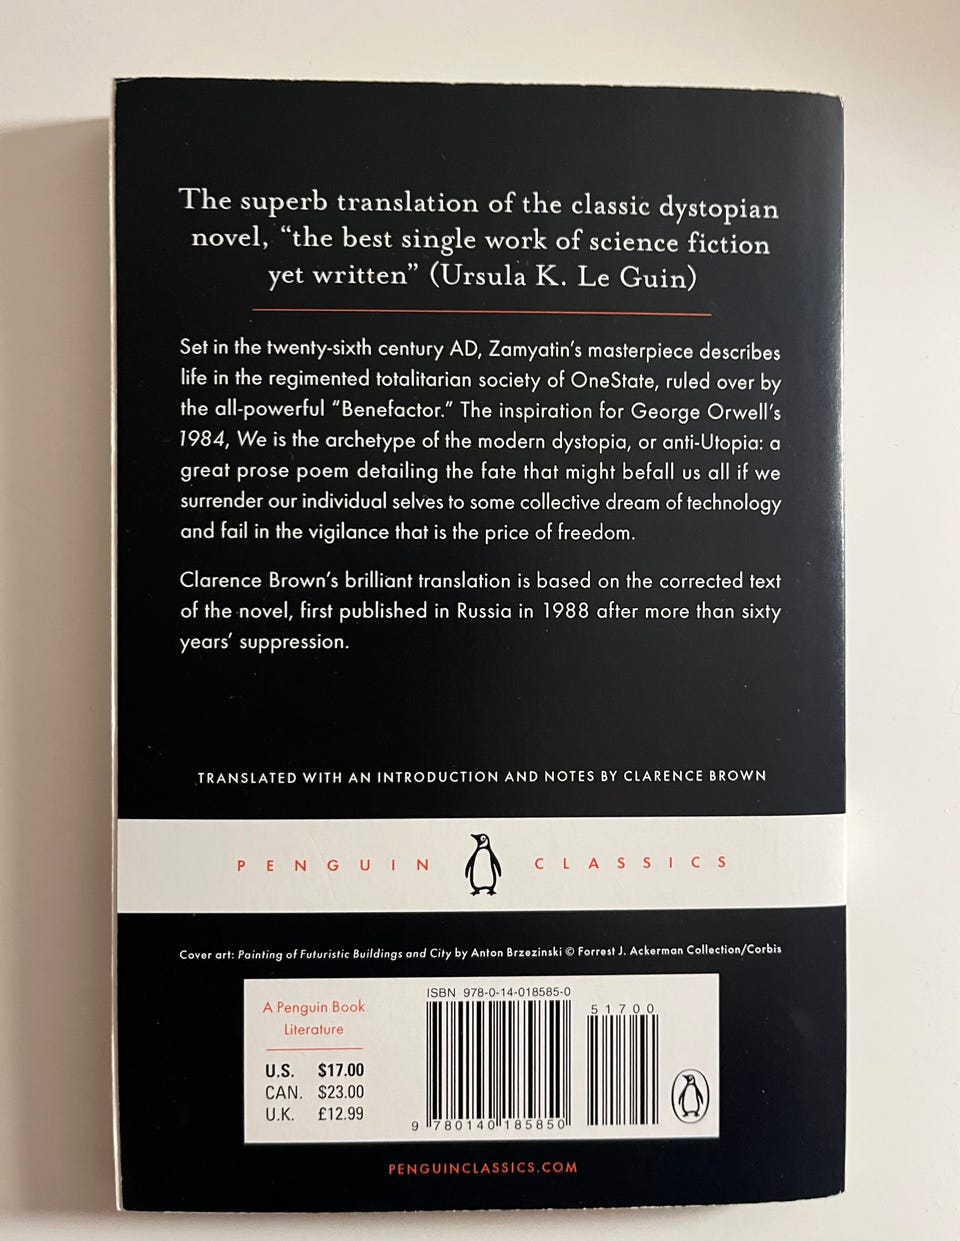 The superb translation of the classic dystopian
novel, “the best single work of science fiction
yet written” (Ursula K. Le Guin)
Set in the twenty-sixth century AD, Zamyatin’s masterpiece describes
life in the regimented totalitarian society of OneState, ruled over by
the all-powerful “Benefactor.” The inspiration for George Orwell’s
1984, We is the archetype of the modern dystopia, or anti-Utopia: a
great prose poem detailing the fate that might befall us all if we
surrender our individual selves to some collective dream of technology
and fail in the vigilance that is the price of freedom.
Clarence Brown’s brilliant translation is based on the corrected text
of the novel, first published in Russia in 1988 after more than sixty
years’ suppression.
TRANSLATED WITH AN INTRODUCTION AND NOTES BY CLARENCE BROWN
PENGUIN CLASSICS
Cover art: Painting of Futuristic Buildings and City by Anton Brzezinski © Forrest J. Ackerman Collection/Corbis
A Penguin Book
Literature
U.S. $17.00
CAN. $23.00
U.K. £12.99
ISBN 978-0-14-018585-0
51700
9 780140 185850
PENGUINCLASSICS.COM